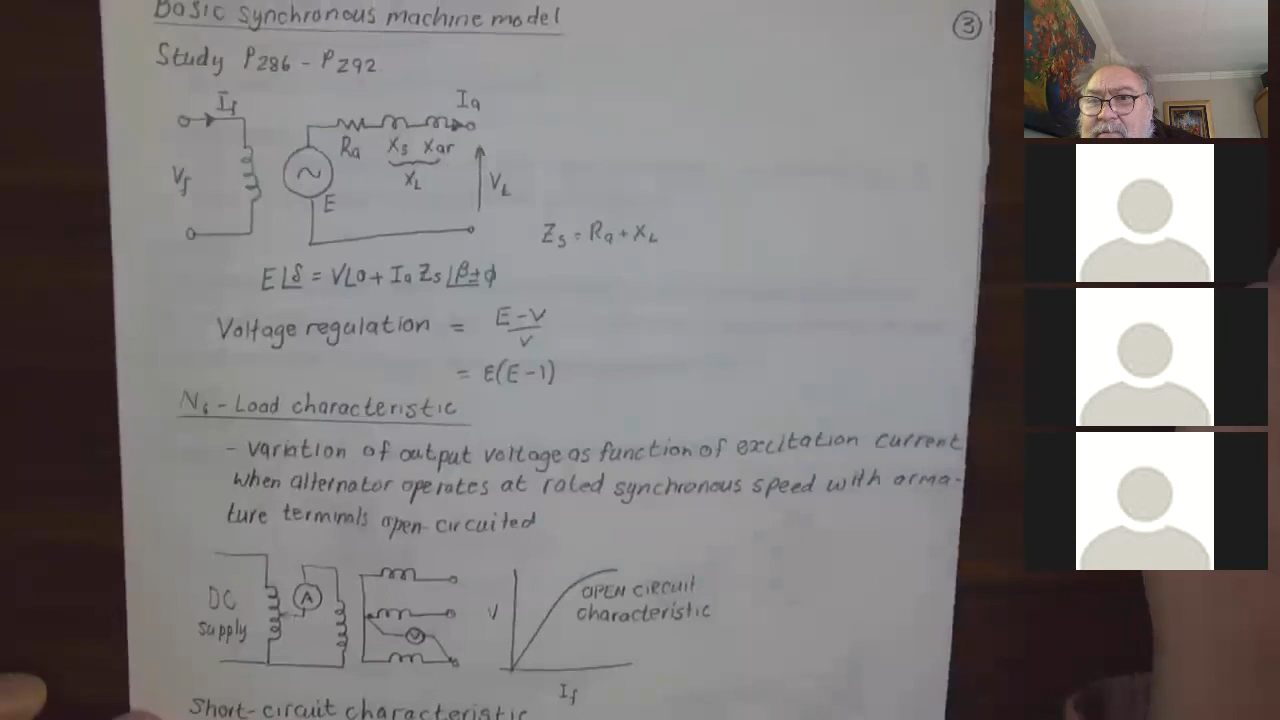 Basic synchronous machine model
③
Study P286 - P292
If
Ia
Ra Xs Xar
Vf
XL
VL
E
Zs = Ra + XL
E∠δ = V∠0 + Ia Zs ∠β±φ
Voltage regulation = E-V/V
= E(E-1)
No-Load characteristic
- variation of output voltage as function of excitation current
when alternator operates at rated synchronous speed with arma-
ture terminals open-circuited
DC
supply
A
V
V
OPEN CIRCUIT
characteristic
If
Short-circuit characteristic